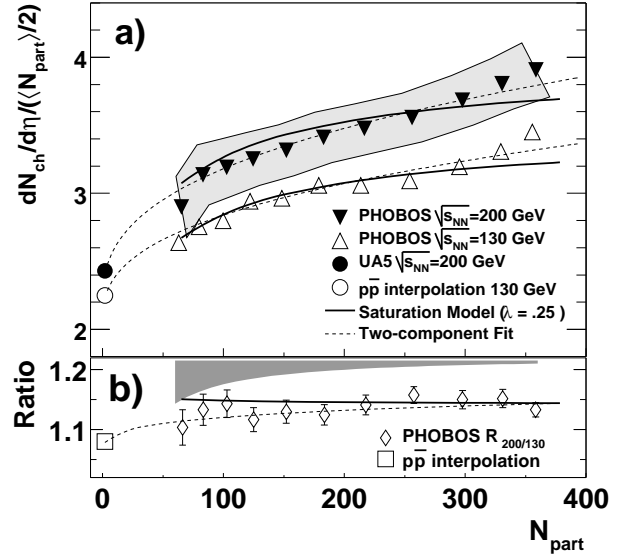 a)
dN_ch/dη/(⟨N_part⟩/2)
4
3
2
PHOBOS √s_NN=200 GeV
PHOBOS √s_NN=130 GeV
UA5 √s_NN=200 GeV
pp̅ interpolation 130 GeV
Saturation Model (λ = .25 )
Two-component Fit
b)
Ratio
1.2
1.1
PHOBOS R_200/130
pp̅ interpolation
0 100 200 300 400
N_part